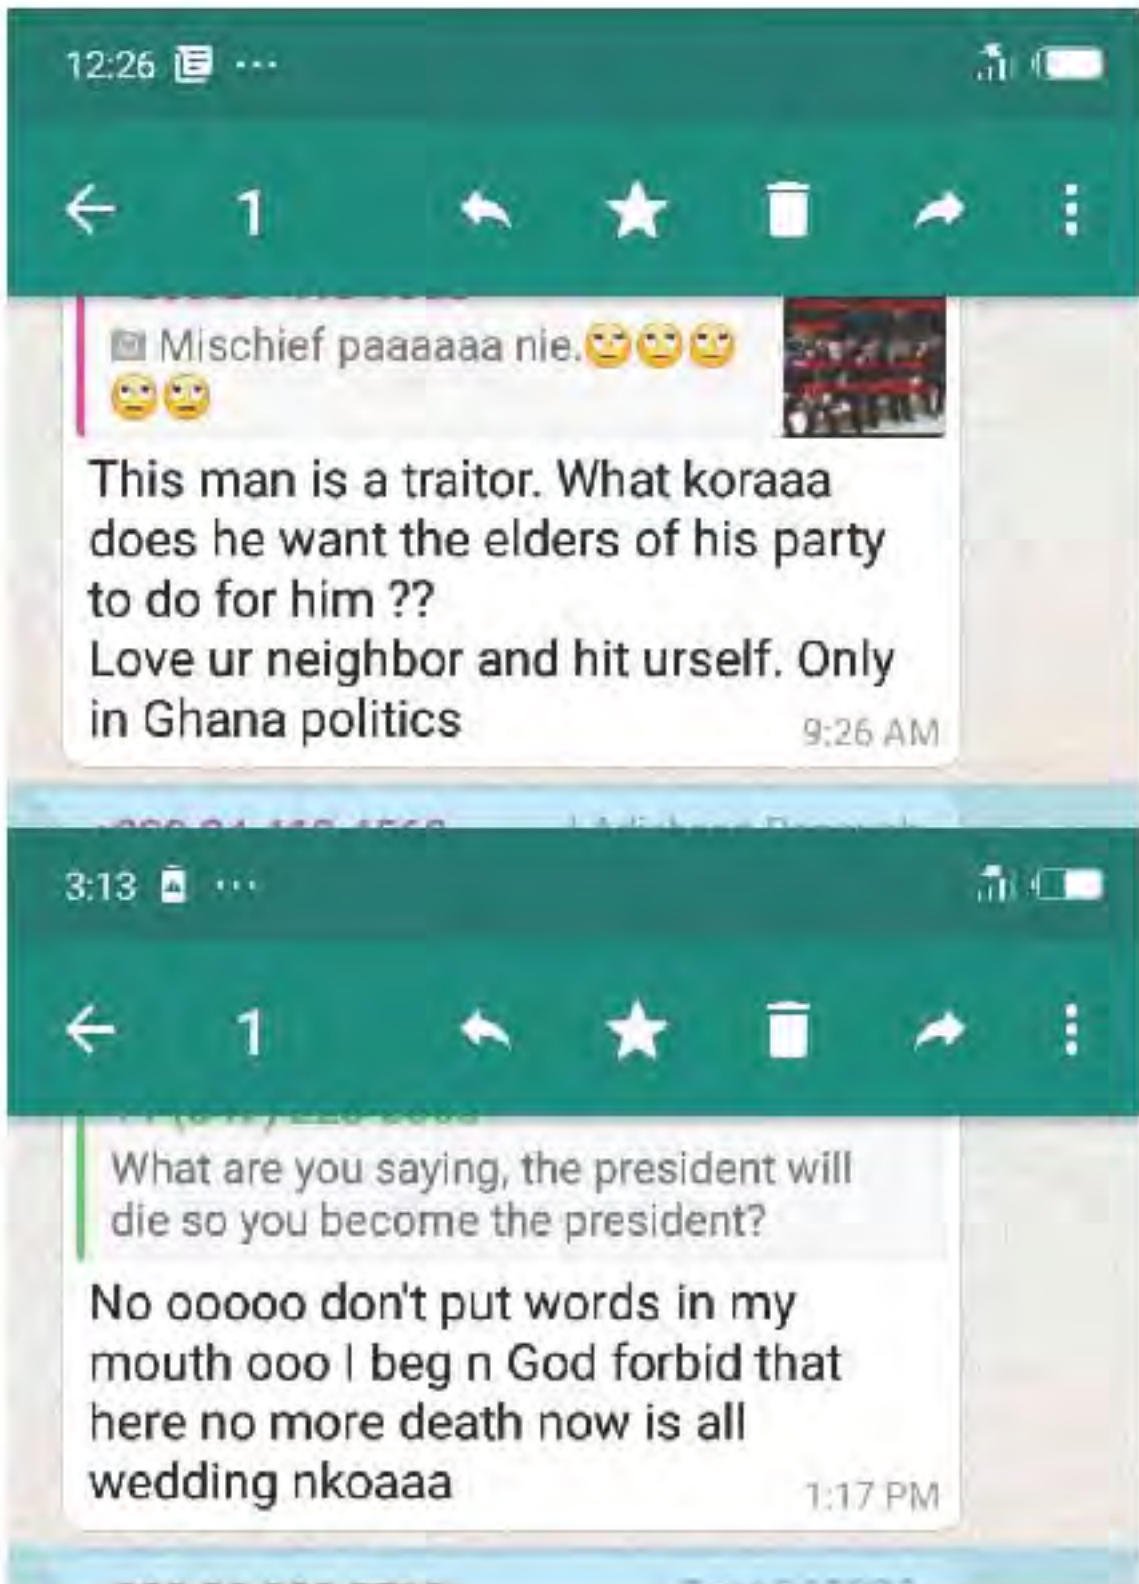 12:26
1
Mischief paaaaaa nie.🙄🙄🙄
🙄🙄
This man is a traitor. What koraaa
does he want the elders of his party
to do for him ??
Love ur neighbor and hit urself. Only
in Ghana politics
9:26 AM
3:13
1
What are you saying, the president will
die so you become the president?
No ooooo don't put words in my
mouth ooo I beg n God forbid that
here no more death now is all
wedding nkoaaa
1:17 PM